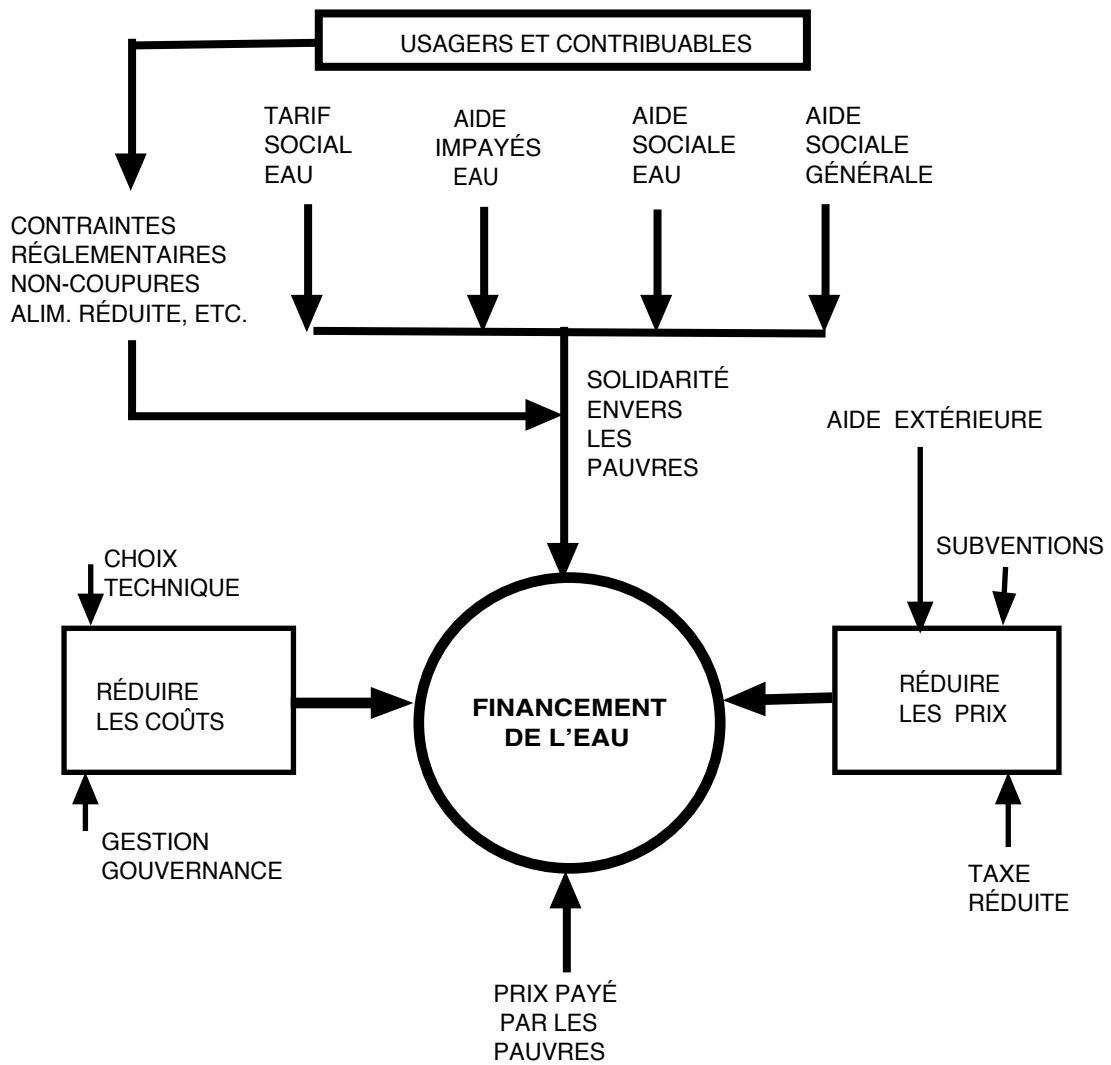 USAGERS ET CONTRIBUABLES
TARIF
SOCIAL
EAU
AIDE
IMPAYÉS
EAU
AIDE
SOCIALE
EAU
AIDE
SOCIALE
GÉNÉRALE
CONTRAINTES
RÉGLEMENTAIRES
NON-COUPURES
ALIM. RÉDUITE, ETC.
SOLIDARITÉ
ENVERS
LES
PAUVRES
AIDE EXTÉRIEURE
SUBVENTIONS
CHOIX
TECHNIQUE
RÉDUIRE
LES COÛTS
FINANCEMENT
DE L'EAU
RÉDUIRE
LES PRIX
GESTION
GOUVERNANCE
TAXE
RÉDUITE
PRIX PAYÉ
PAR LES
PAUVRES